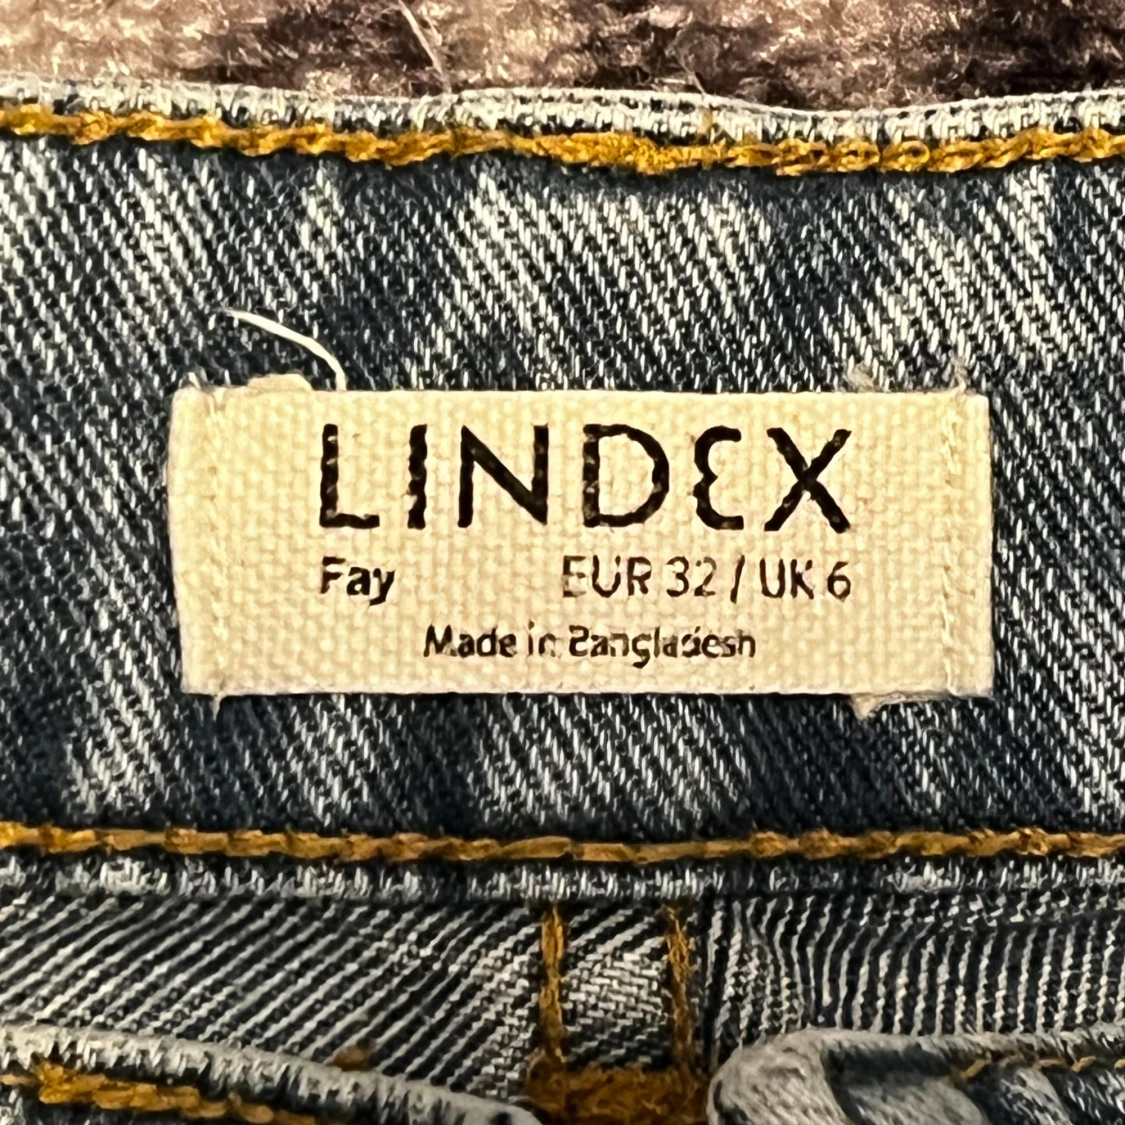 LINDEX
Fay EUR 32 / UK 6
Made in Bangladesh